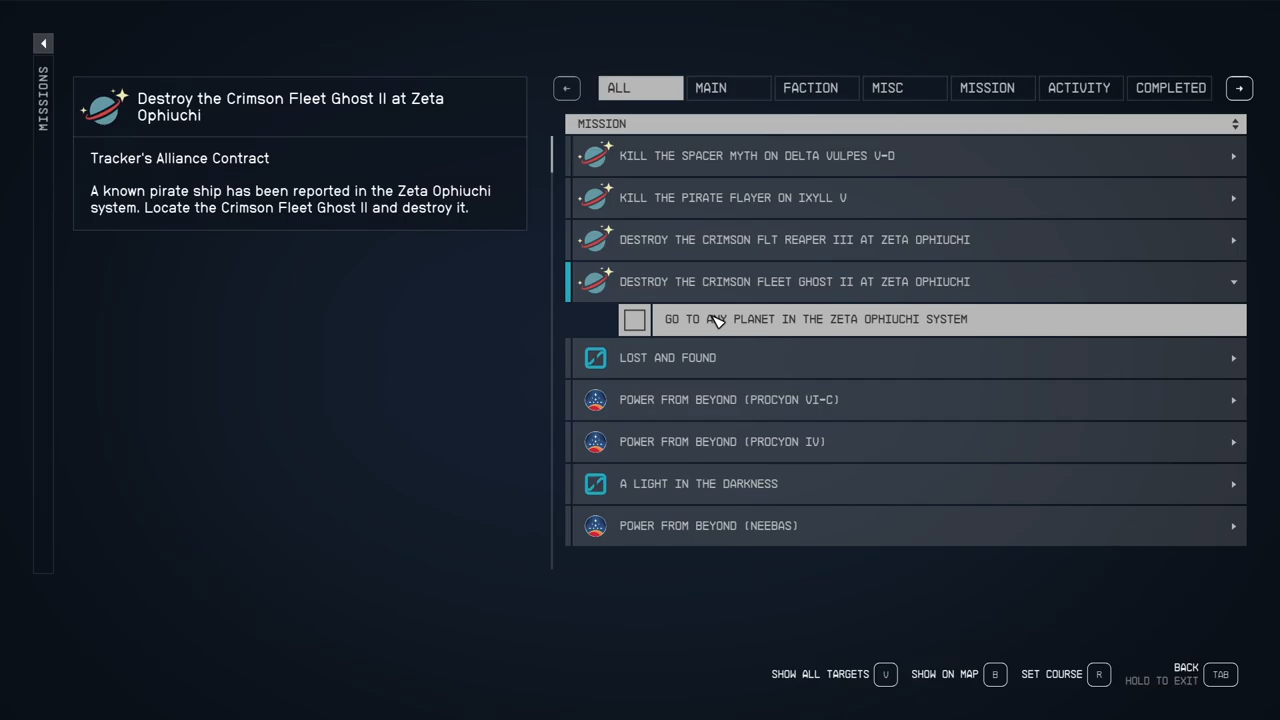 MISSIONS
Destroy the Crimson Fleet Ghost II at Zeta
Ophiuchi
Tracker's Alliance Contract
A known pirate ship has been reported in the Zeta Ophiuchi
system. Locate the Crimson Fleet Ghost II and destroy it.
ALL MAIN FACTION MISC MISSION ACTIVITY COMPLETED
MISSION
KILL THE SPACER MYTH ON DELTA VULPES V-D
KILL THE PIRATE FLAYER ON IXYLL V
DESTROY THE CRIMSON FLT REAPER III AT ZETA OPHIUCHI
DESTROY THE CRIMSON FLEET GHOST II AT ZETA OPHIUCHI
GO TO ANY PLANET IN THE ZETA OPHIUCHI SYSTEM
LOST AND FOUND
POWER FROM BEYOND (PROCYON VI-C)
POWER FROM BEYOND (PROCYON IV)
A LIGHT IN THE DARKNESS
POWER FROM BEYOND (NEEBAS)
SHOW ALL TARGETS V SHOW ON MAP B SET COURSE R BACK TAB
HOLD TO EXIT